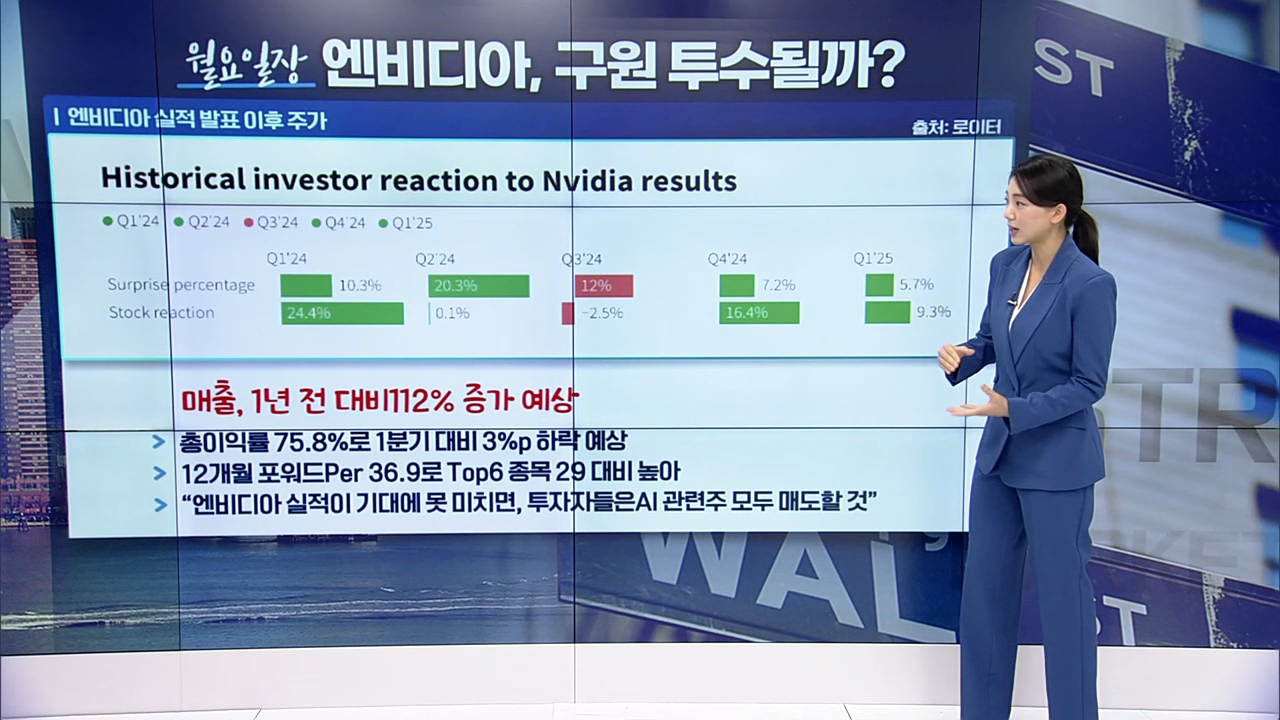 월요일장 엔비디아, 구원 투수될까?
엔비디아 실적 발표 이후 주가
출처: 로이터
Historical investor reaction to Nvidia results
Q1'24 Q2'24 Q3'24 Q4'24 Q1'25
Q1'24 Q2'24 Q3'24 Q4'24 Q1'25
Surprise percentage 10.3% 20.3% 12% 7.2% 5.7%
Stock reaction 24.4% 0.1% -2.5% 16.4% 9.3%
매출, 1년 전 대비112% 증가 예상
> 총이익률 75.8%로 1분기 대비 3%p 하락 예상
> 12개월 포워드Per 36.9로 Top6 종목 29 대비 높아
> “엔비디아 실적이 기대에 못 미치면, 투자자들은AI 관련주 모두 매도할 것”
ST
WAL
ST